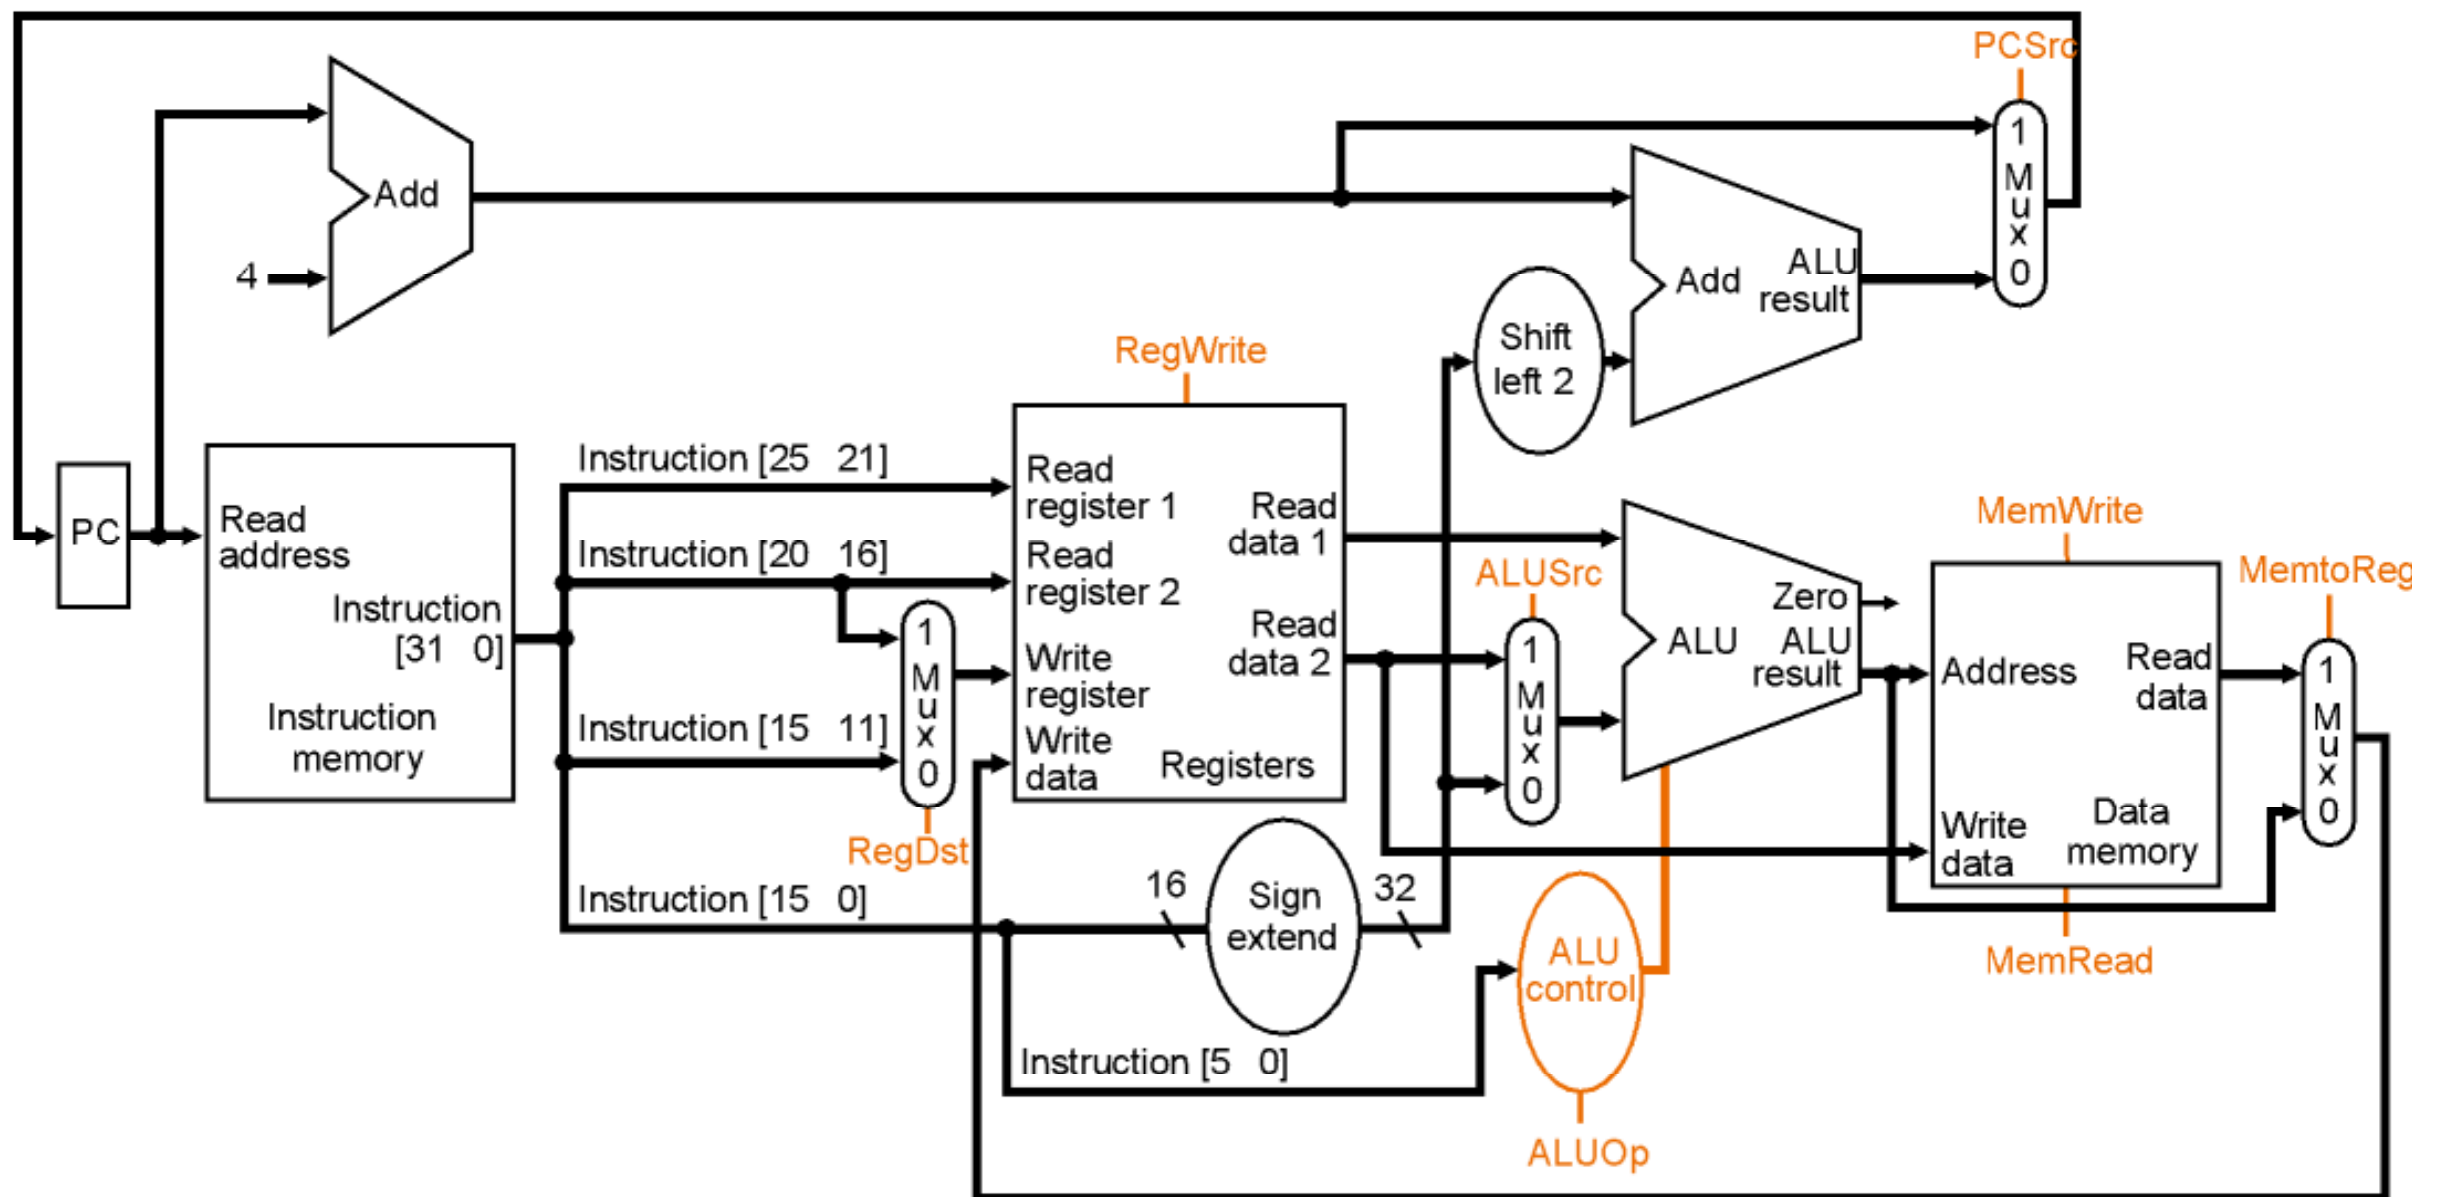 PCSrc
1
M
u
x
0
Add
4
Add
ALU
result
Shift
left 2
RegWrite
PC
Read
address
Instruction
[31 0]
Instruction
memory
Instruction [25 21]
Instruction [20 16]
Instruction [15 11]
Instruction [15 0]
1
M
u
x
0
RegDst
Read
register 1
Read
register 2
Write
register
Write
data
Read
data 1
Read
data 2
Registers
16
Sign
extend
32
Instruction [5 0]
ALUSrc
1
M
u
x
0
Zero
ALU
ALU
result
ALU
control
ALUOp
MemWrite
Address
Read
data
Write
data
Data
memory
MemRead
MemtoReg
1
M
u
x
0